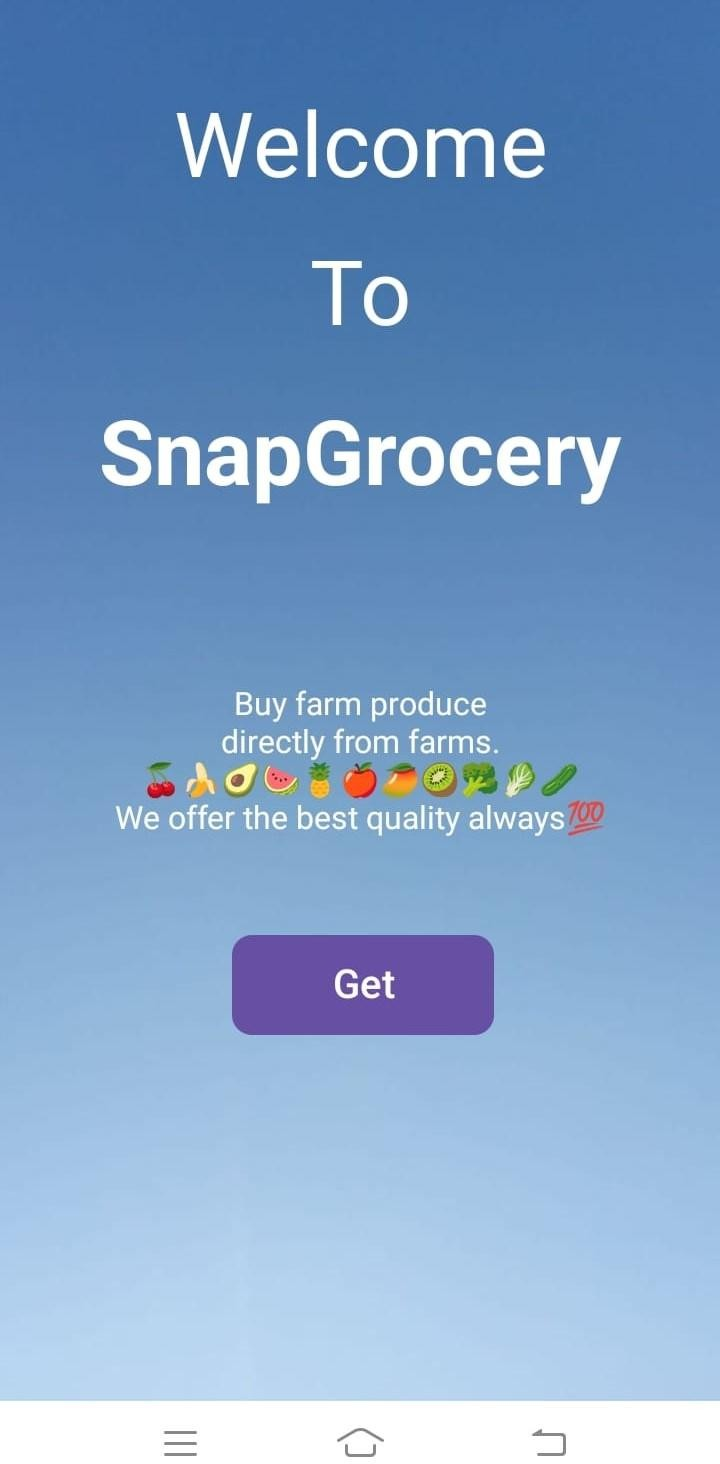 Welcome
To
SnapGrocery
Buy farm produce
directly from farms.
🍒🍌🥑🍉🍍🍎🥭🥝🥦🥬🥒
We offer the best quality always💯
Get